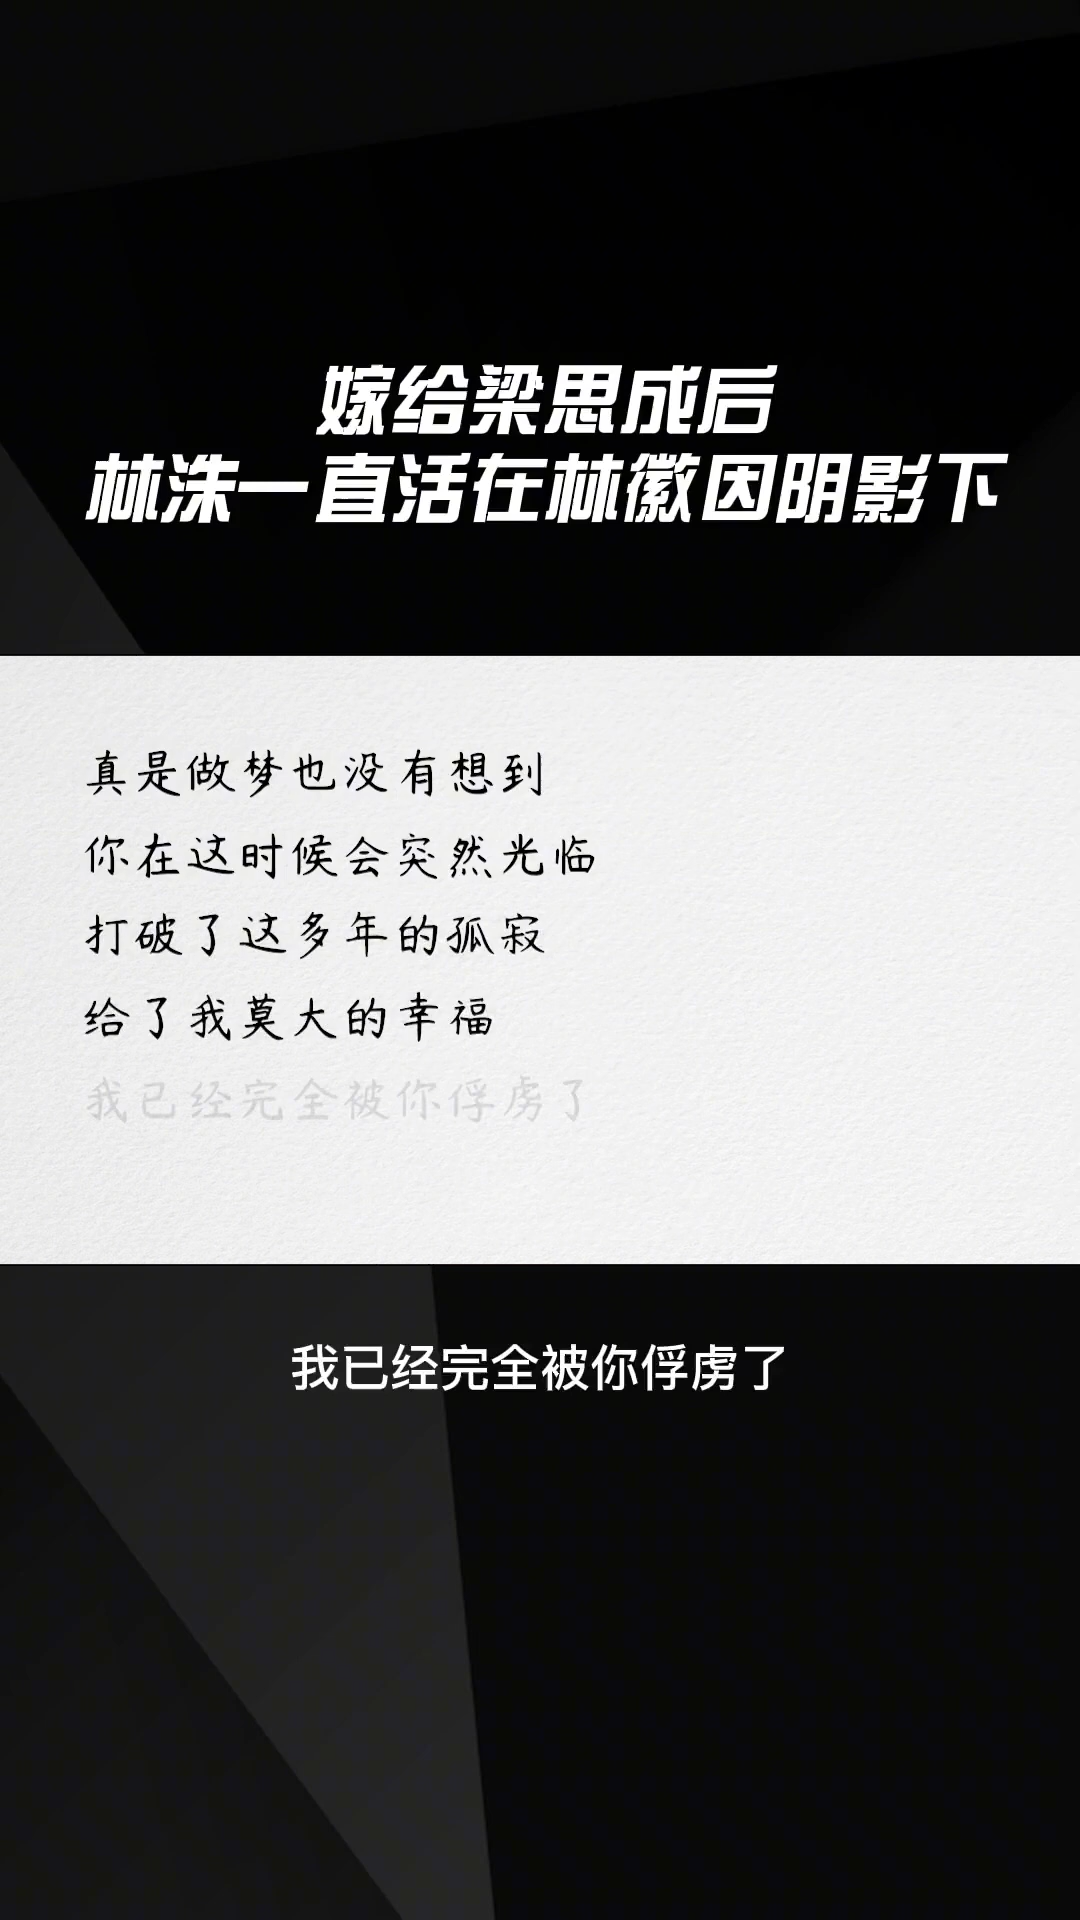 嫁给梁思成后
林洙一直活在林徽因阴影下
真是做梦也没有想到
你在这时候会突然光临
打破了这多年的孤寂
给了我莫大的幸福
我已经完全被你俘虏了
我已经完全被你俘虏了